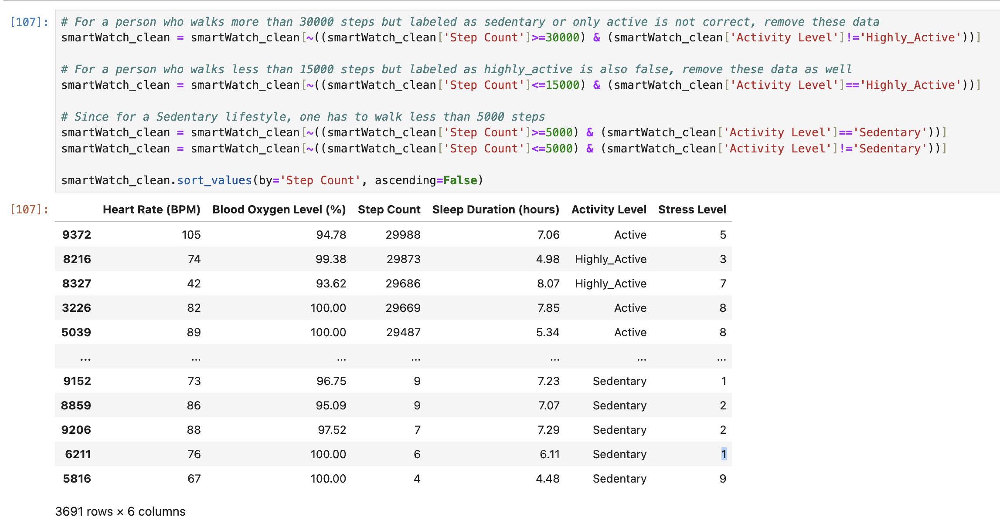 [107]: # For a person who walks more than 30000 steps but labeled as sedentary or only active is not correct, remove these data
smartWatch_clean = smartWatch_clean[~((smartWatch_clean['Step Count']>=30000) & (smartWatch_clean['Activity Level']!='Highly_Active'))]
# For a person who walks less than 15000 steps but labeled as highly_active is also false, remove these data as well
smartWatch_clean = smartWatch_clean[~((smartWatch_clean['Step Count']<=15000) & (smartWatch_clean['Activity Level']=='Highly_Active'))]
# Since for a Sedentary lifestyle, one has to walk less than 5000 steps
smartWatch_clean = smartWatch_clean[~((smartWatch_clean['Step Count']>=5000) & (smartWatch_clean['Activity Level']=='Sedentary'))]
smartWatch_clean = smartWatch_clean[~((smartWatch_clean['Step Count']<=5000) & (smartWatch_clean['Activity Level']!='Sedentary'))]
smartWatch_clean.sort_values(by='Step Count', ascending=False)
[107]: Heart Rate (BPM) Blood Oxygen Level (%) Step Count Sleep Duration (hours) Activity Level Stress Level
9372 105 94.78 29988 7.06 Active 5
8216 74 99.38 29873 4.98 Highly_Active 3
8327 42 93.62 29686 8.07 Highly_Active 7
3226 82 100.00 29669 7.85 Active 8
5039 89 100.00 29487 5.34 Active 8
... ... ... ... ... ... ...
9152 73 96.75 9 7.23 Sedentary 1
8859 86 95.09 9 7.07 Sedentary 2
9206 88 97.52 7 7.29 Sedentary 2
6211 76 100.00 6 6.11 Sedentary 1
5816 67 100.00 4 4.48 Sedentary 9
3691 rows × 6 columns